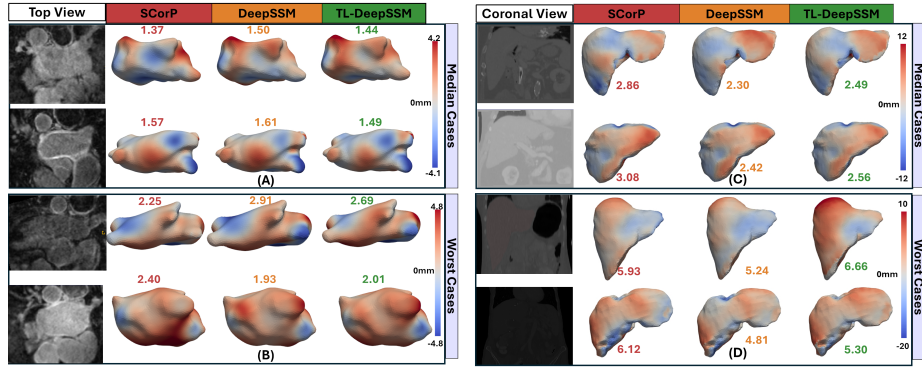 Top View SCorP DeepSSM TL-DeepSSM
1.37 1.50 1.44
4.2
0mm
Median Cases
1.57 1.61 1.49
-4.1
(A)
2.25 2.91 2.69
4.8
0mm
Worst Cases
2.40 1.93 2.01
-4.8
(B)
Coronal View SCorP DeepSSM TL-DeepSSM
12
2.86 2.30 2.49
0mm
Median Cases
3.08 2.42 2.56
-12
(C)
10
5.93 5.24 6.66
0mm
Worst Cases
6.12 4.81 5.30
-20
(D)